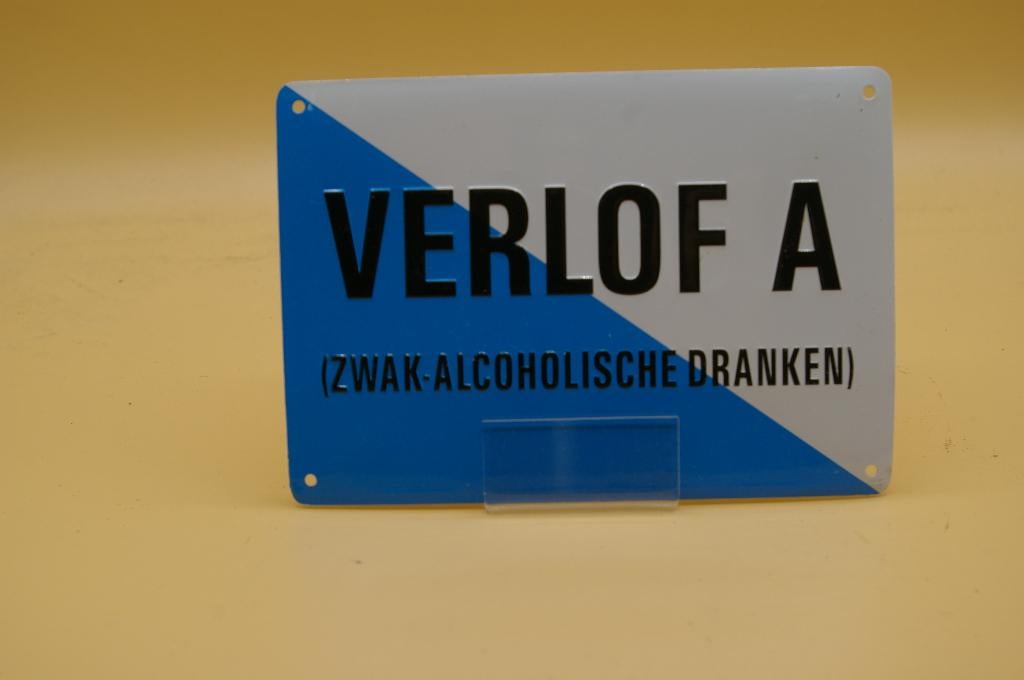 VERLOF A
(ZWAK-ALCOHOLISCHE DRANKEN)